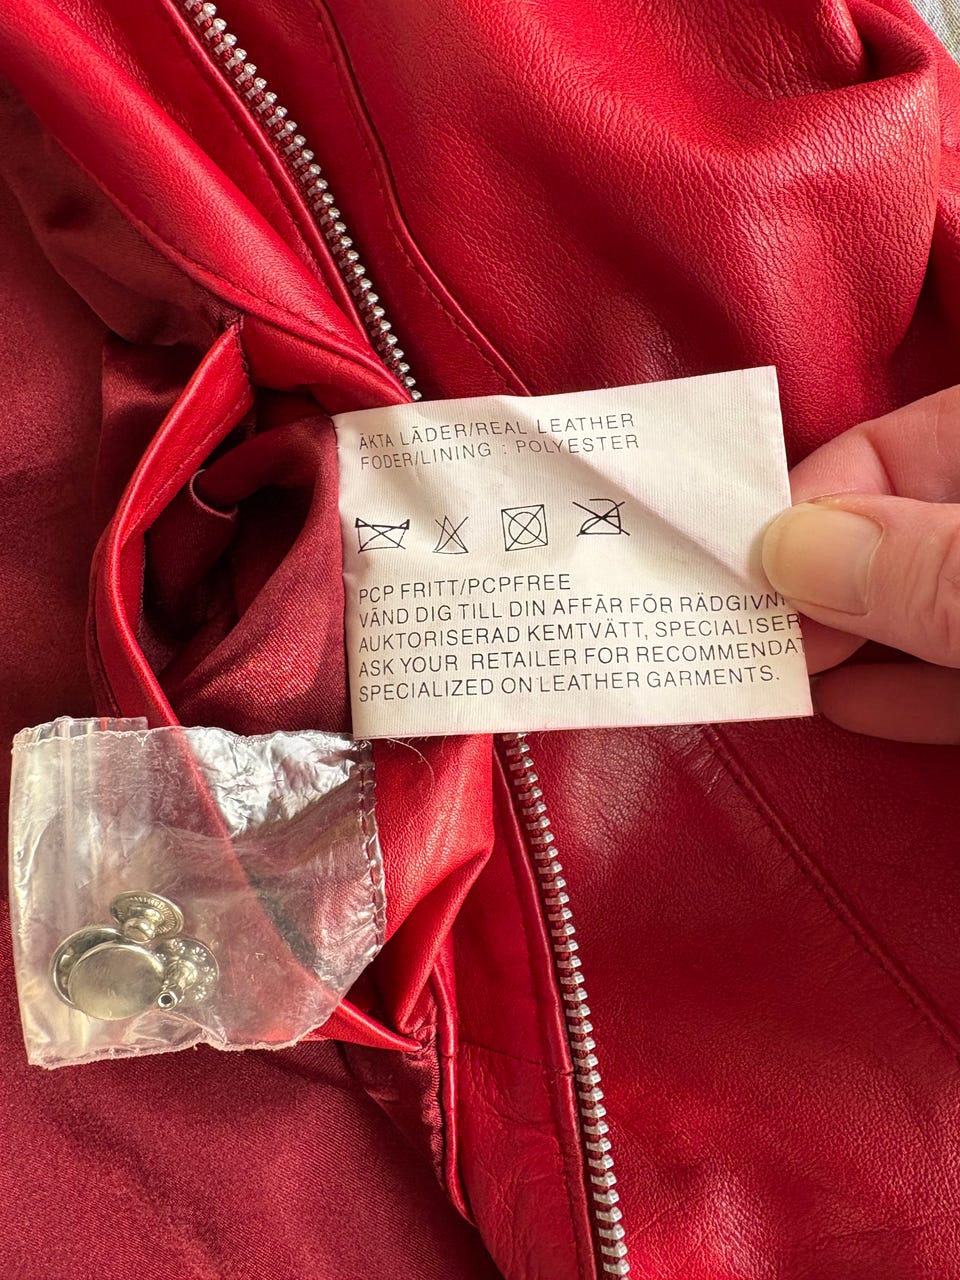 ÄKTA LÄDER/REAL LEATHER
FODER/LINING : POLYESTER
PCP FRITT/PCPFREE
VÄND DIG TILL DIN AFFÄR FÖR RÄDGIVNI
AUKTORISERAD KEMTVÄTT, SPECIALISER
ASK YOUR RETAILER FOR RECOMMENDAT
SPECIALIZED ON LEATHER GARMENTS.